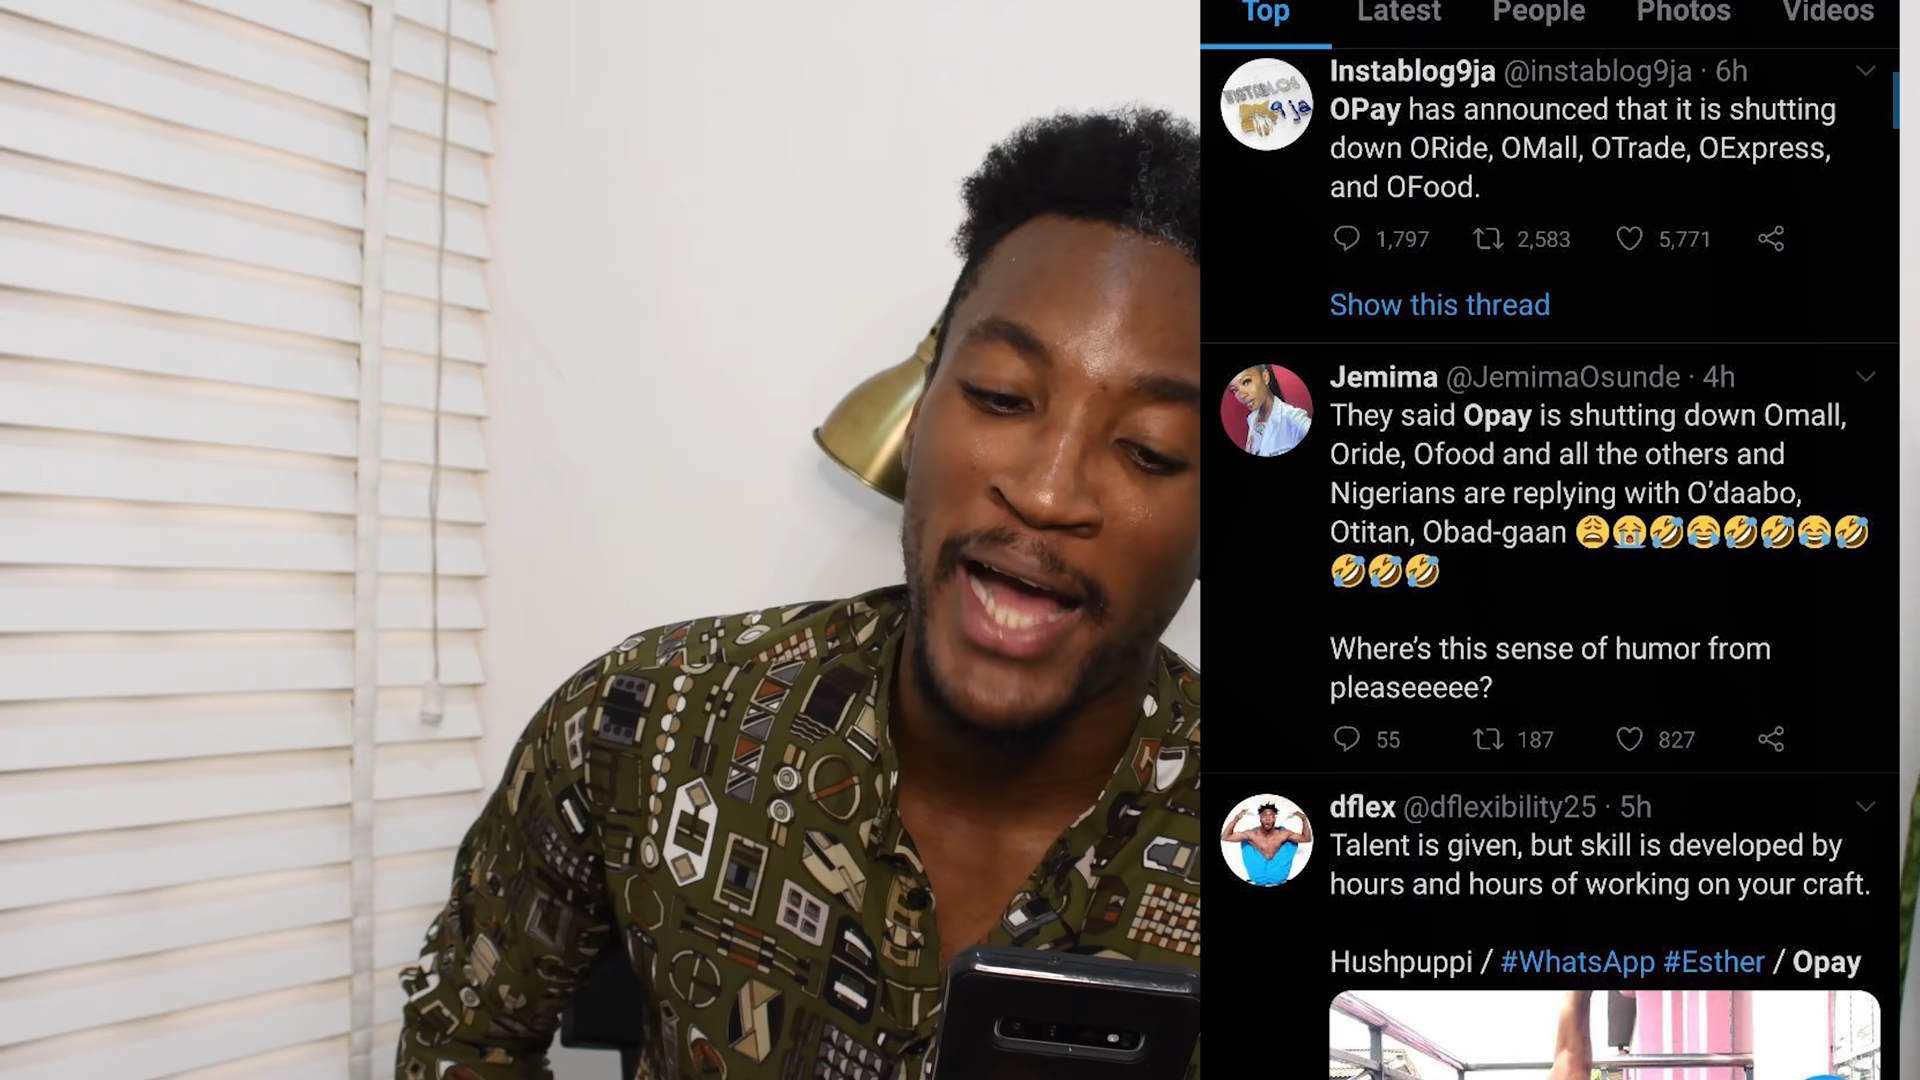 Top Latest People Photos Videos
Instablog9ja @instablog9ja · 6h
OPay has announced that it is shutting
down ORide, OMall, OTrade, OExpress,
and OFood.
1,797 2,583 5,771
Show this thread
Jemima @JemimaOsunde · 4h
They said Opay is shutting down Omall,
Oride, Ofood and all the others and
Nigerians are replying with O’daabo,
Otitan, Obad-gaan 😩😭🤣😂🤣🤣😂🤣
🤣🤣🤣
Where’s this sense of humor from
pleaseeeee?
55 187 827
dflex @dflexibility25 · 5h
Talent is given, but skill is developed by
hours and hours of working on your craft.
Hushpuppi / #WhatsApp #Esther / Opay
INSTABLOG
9ja